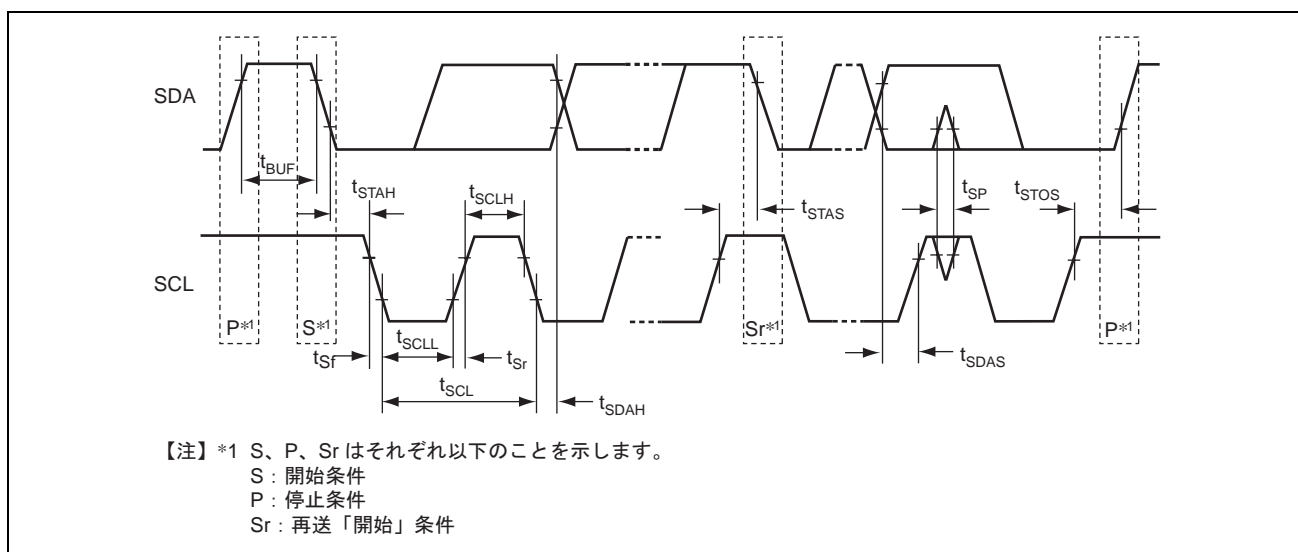 SDA
t_BUF
t_STAH
t_SCLH
t_STAS
t_SP
t_STOS
SCL
P*1
S*1
Sr*1
P*1
t_Sf
t_SCLL
t_Sr
t_SDAS
t_SCL
t_SDAH
【注】*1 S、P、Sr はそれぞれ以下のことを示します。
S：開始条件
P：停止条件
Sr：再送「開始」条件